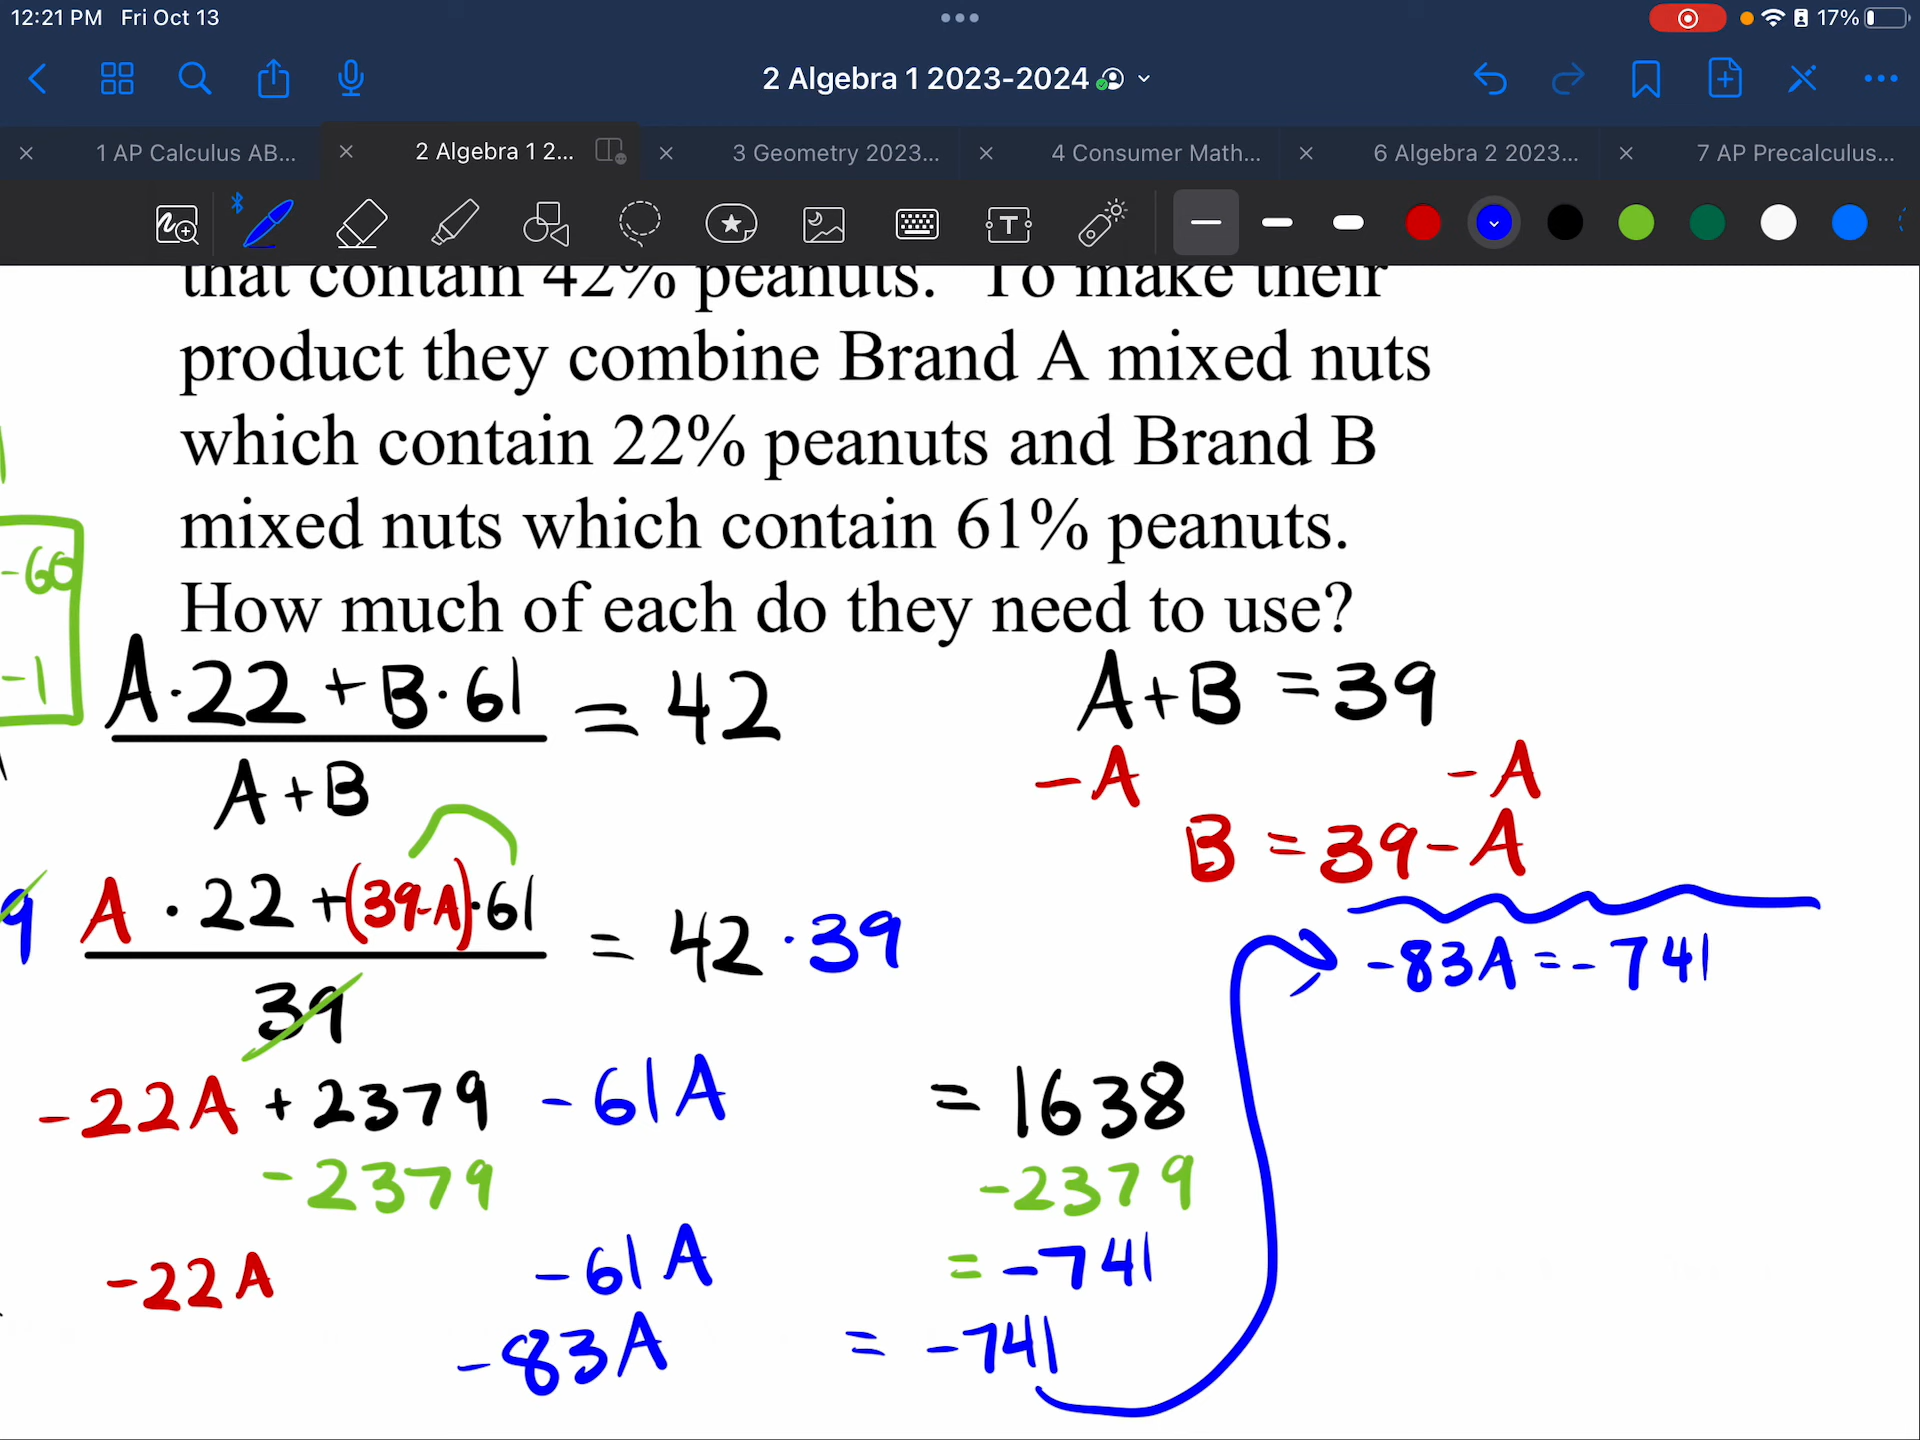 12:21 PM Fri Oct 13
17%
2 Algebra 1 2023-2024
1 AP Calculus AB...
2 Algebra 1 2...
3 Geometry 2023...
4 Consumer Math...
6 Algebra 2 2023...
7 AP Precalculus...
that contain 42% peanuts. To make their
product they combine Brand A mixed nuts
which contain 22% peanuts and Brand B
mixed nuts which contain 61% peanuts.
How much of each do they need to use?
-60
-1
A·22 + B·61 = 42
A+B
A+B = 39
-A -A
B = 39-A
9 A·22 + (39-A)·61 = 42·39
39
-83A = -741
-22A + 2379 -61A = 1638
-2379 -2379
-22A -61A = -741
-83A = -741